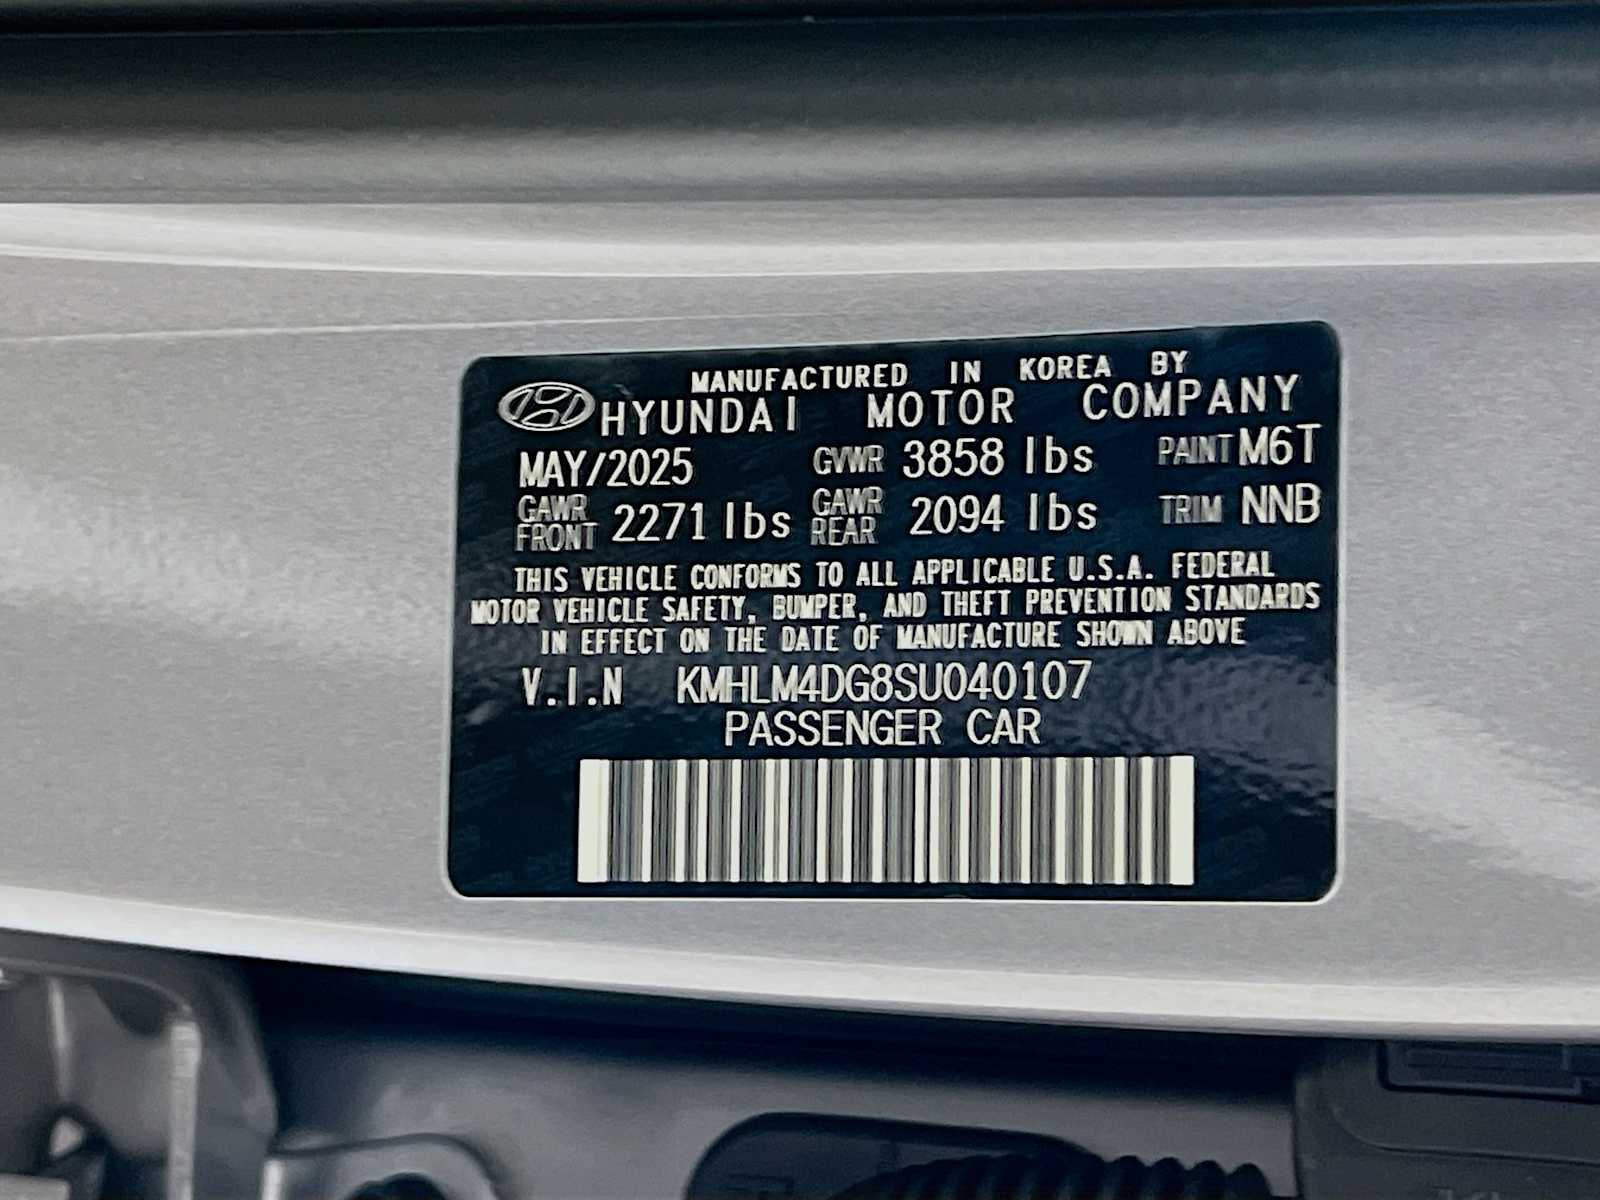 MANUFACTURED IN KOREA BY
HYUNDAI MOTOR COMPANY
MAY/2025 GVWR 3858 lbs PAINT M6T
GAWR FRONT 2271 lbs GAWR REAR 2094 lbs TRIM NNB
THIS VEHICLE CONFORMS TO ALL APPLICABLE U.S.A. FEDERAL
MOTOR VEHICLE SAFETY, BUMPER, AND THEFT PREVENTION STANDARDS
IN EFFECT ON THE DATE OF MANUFACTURE SHOWN ABOVE
V.I.N KMHLM4DG8SU040107
PASSENGER CAR